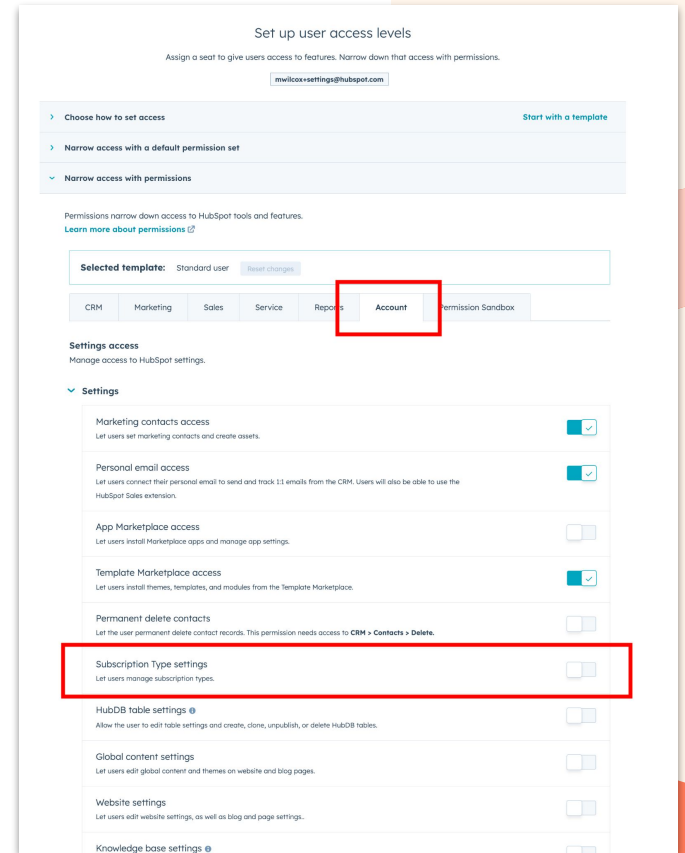 Set up user access levels
Assign a seat to give users access to features. Narrow down that access with permissions.
mwilcox+settings@hubspot.com
Choose how to set access
Start with a template
Narrow access with a default permission set
Narrow access with permissions
Permissions narrow down access to HubSpot tools and features.
Learn more about permissions
Selected template: Standard user Reset changes
CRM Marketing Sales Service Reports Account Permission Sandbox
Settings access
Manage access to HubSpot settings.
Settings
Marketing contacts access
Let users set marketing contacts and create assets.
Personal email access
Let users connect their personal email to send and track 1:1 emails from the CRM. Users will also be able to use the
HubSpot Sales extension.
App Marketplace access
Let users install Marketplace apps and manage app settings.
Template Marketplace access
Let users install themes, templates, and modules from the Template Marketplace.
Permanent delete contacts
Let the user permanent delete contact records. This permission needs access to CRM > Contacts > Delete.
Subscription Type settings
Let users manage subscription types.
HubDB table settings
Allow the user to edit table settings and create, clone, unpublish, or delete HubDB tables.
Global content settings
Let users edit global content and themes on website and blog pages.
Website settings
Let users edit website settings, as well as blog and page settings..
Knowledge base settings